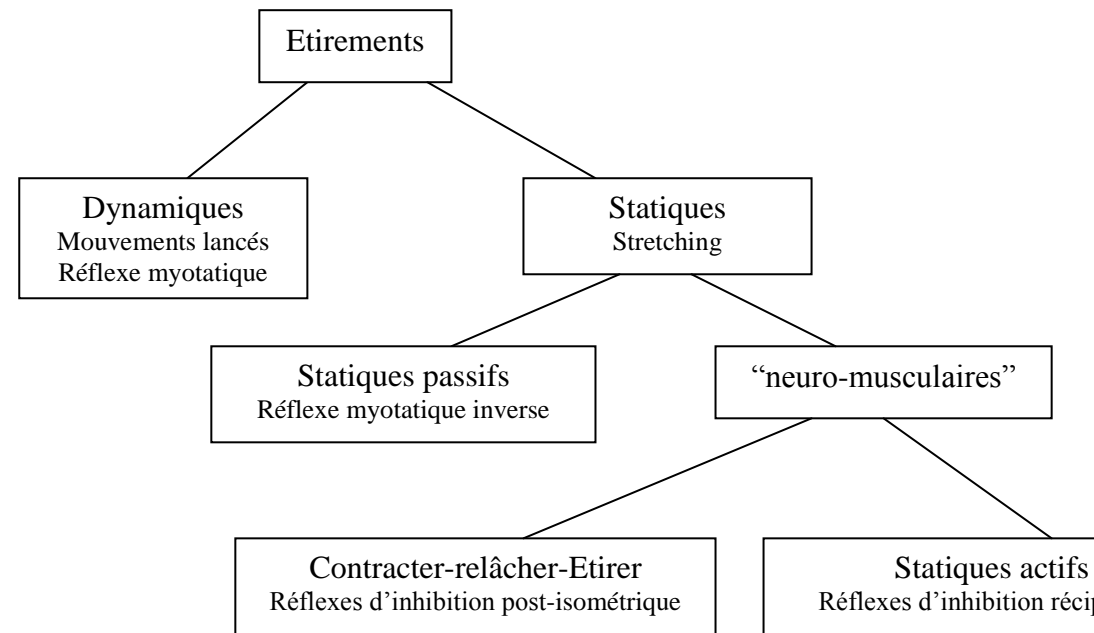 Etirements
Dynamiques
Mouvements lancés
Réflexe myotatique
Statiques
Stretching
Statiques passifs
Réflexe myotatique inverse
“neuro-musculaires”
Contracter-relâcher-Etirer
Réflexes d’inhibition post-isométrique
Statiques actifs
Réflexes d’inhibition